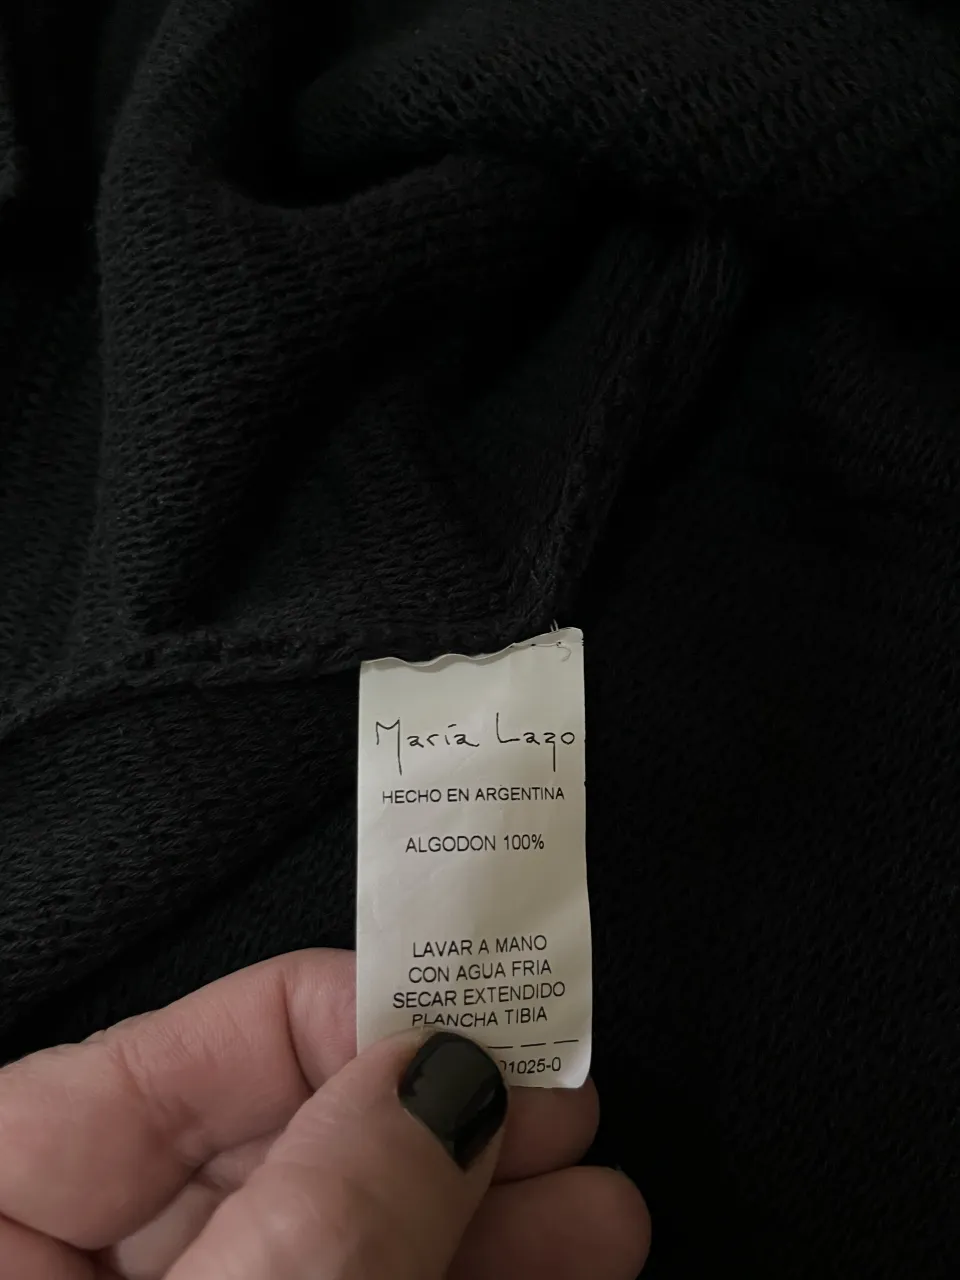 María Lazo
HECHO EN ARGENTINA
ALGODON 100%
LAVAR A MANO
CON AGUA FRIA
SECAR EXTENDIDO
PLANCHA TIBIA